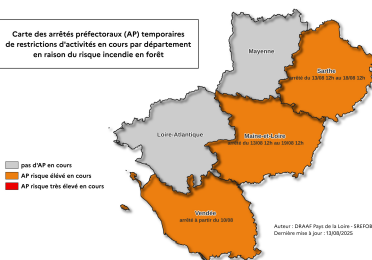 Carte des arrêtés préfectoraux (AP) temporaires
de restrictions d'activités en cours par département
en raison du risque incendie en forêt
Mayenne
Sarthe
arrêté du 13/08 12h au 18/08 12h
Loire-Atlantique
Maine-et-Loire
arrêté du 13/08 12h au 19/08 12h
pas d'AP en cours
AP risque élévé en cours
AP risque très élevé en cours
Vendée
arrêté à partir du 10/08
Auteur : DRAAF Pays de la Loire - SREFOB
Dernière mise à jour : 13/08/2025